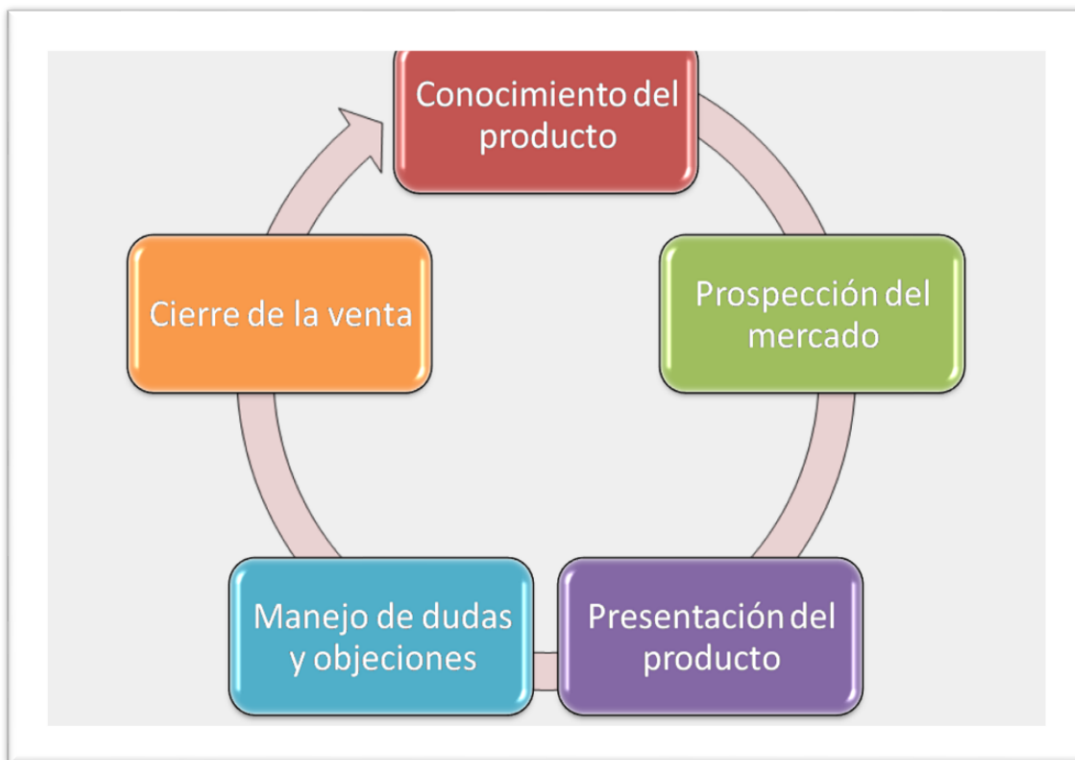 Conocimiento del
producto
Prospección del
mercado
Presentación del
producto
Manejo de dudas
y objeciones
Cierre de la venta